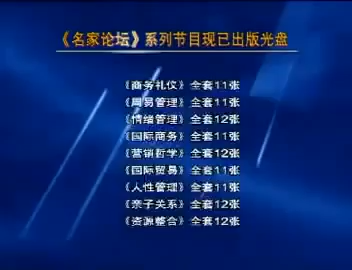 《名家论坛》系列节目现已出版光盘
《商务礼仪》全套11张
《周易管理》全套11张
《情绪管理》全套12张
《国际商务》全套11张
《营销哲学》全套12张
《国际贸易》全套11张
《人性管理》全套11张
《亲子关系》全套12张
《资源整合》全套12张